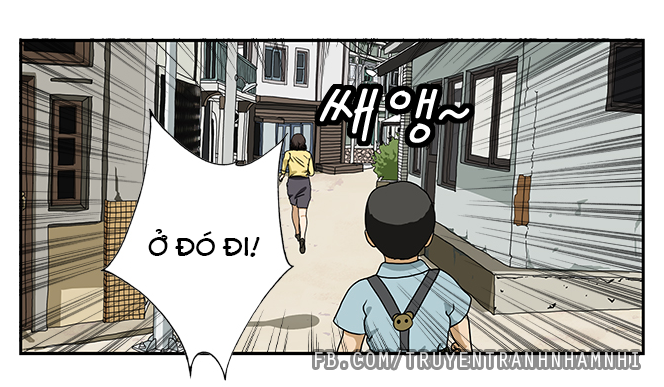 쌔앵~
Ở ĐÓ ĐI!
FB.COM/TRUYENTRANHNHAMNHI